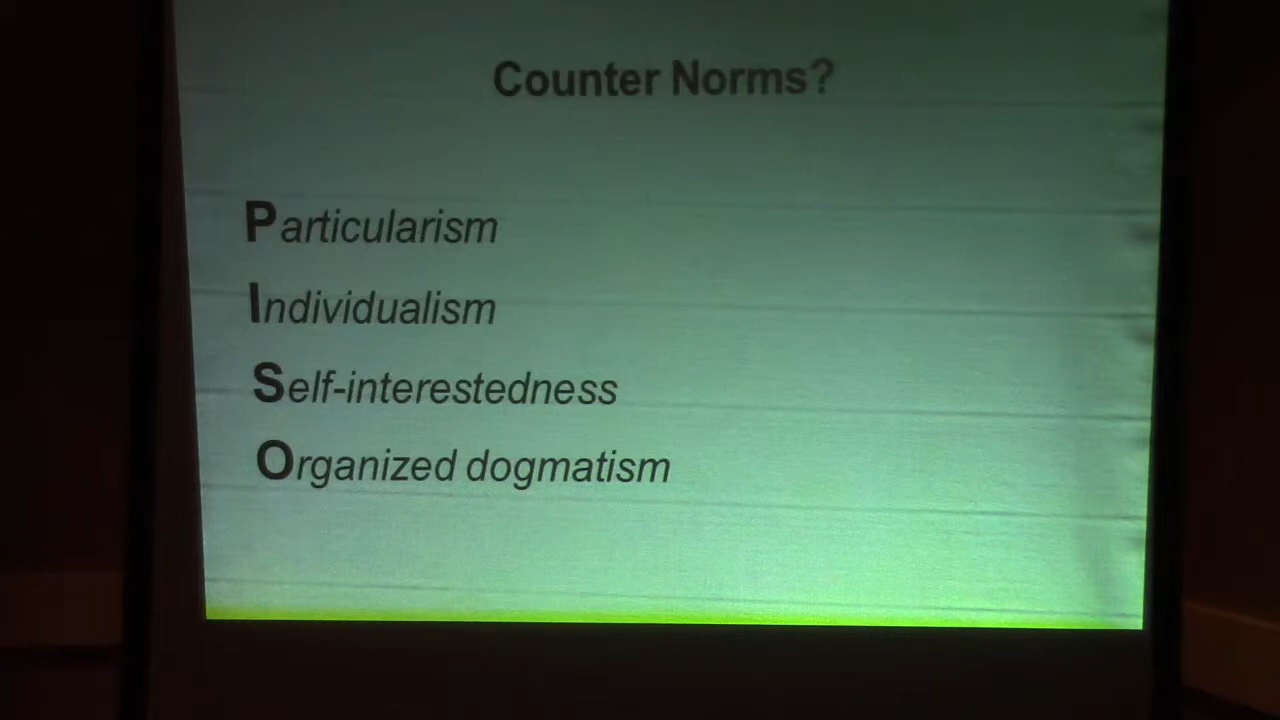 Counter Norms?
Particularism
Individualism
Self-interestedness
Organized dogmatism